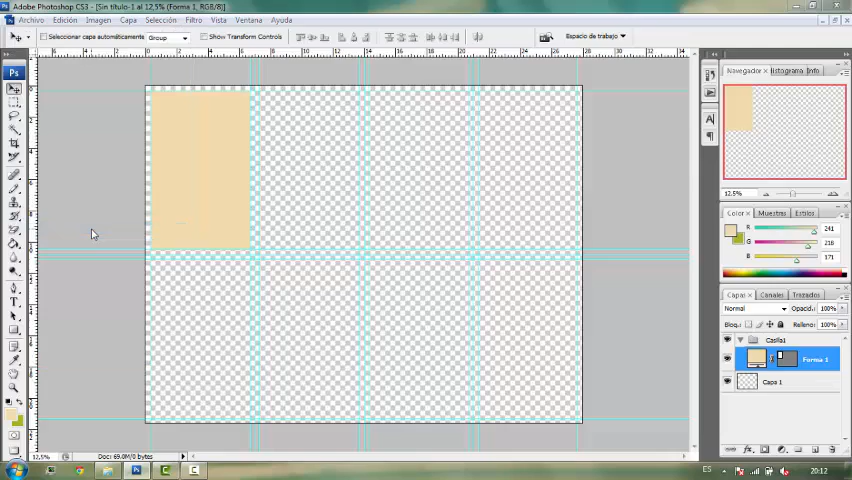 Adobe Photoshop CS3 - [Sin título-1 al 12,5% (Forma 1, RGB/8)]
Archivo Edición Imagen Capa Selección Filtro Vista Ventana Ayuda
Seleccionar capa automáticamente: Group Show Transform Controls Espacio de trabajo
Navegador Histograma Info
12.5%
Color Muestras Estilos
R 241
G 218
B 171
Capas Canales Trazados
Normal Opacid.: 100%
Bloq.: Relleno: 100%
Casilla1
Forma 1
Capa 1
12,5% Doc: 69,0M/0 bytes
ES 20:12